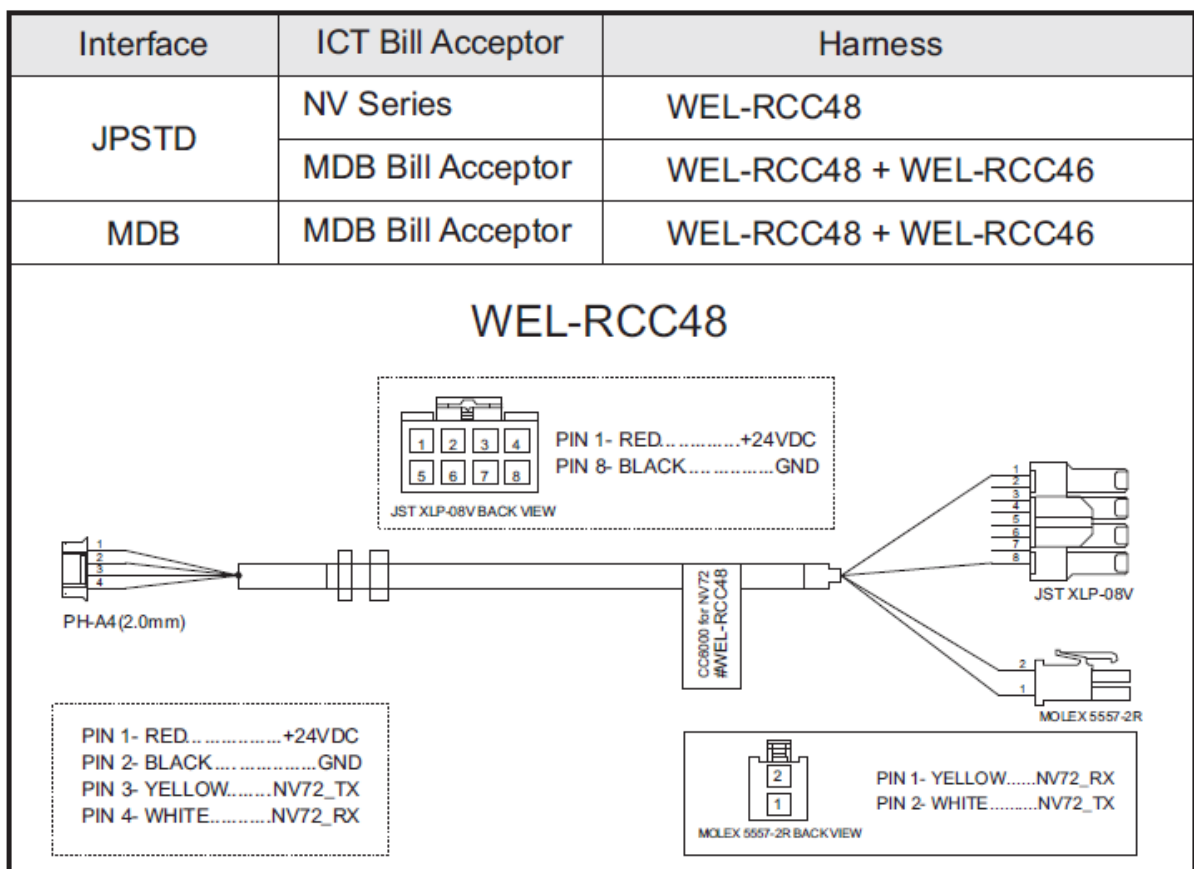 Interface ICT Bill Acceptor Harness
JPSTD NV Series WEL-RCC48
MDB Bill Acceptor WEL-RCC48 + WEL-RCC46
MDB MDB Bill Acceptor WEL-RCC48 + WEL-RCC46
WEL-RCC48
1 2 3 4
5 6 7 8
PIN 1- RED..............+24VDC
PIN 8- BLACK................GND
JST XLP-08V BACK VIEW
1
2
3
4
PH-A4(2.0mm)
CC6000 for NV72
#WEL-RCC48
1
2
3
4
5
6
7
8
JST XLP-08V
2
1
MOLEX 5557-2R
PIN 1- RED..................+24VDC
PIN 2- BLACK...................GND
PIN 3- YELLOW........NV72_TX
PIN 4- WHITE...........NV72_RX
2
1
MOLEX 5557-2R BACK VIEW
PIN 1- YELLOW......NV72_RX
PIN 2- WHITE.........NV72_TX